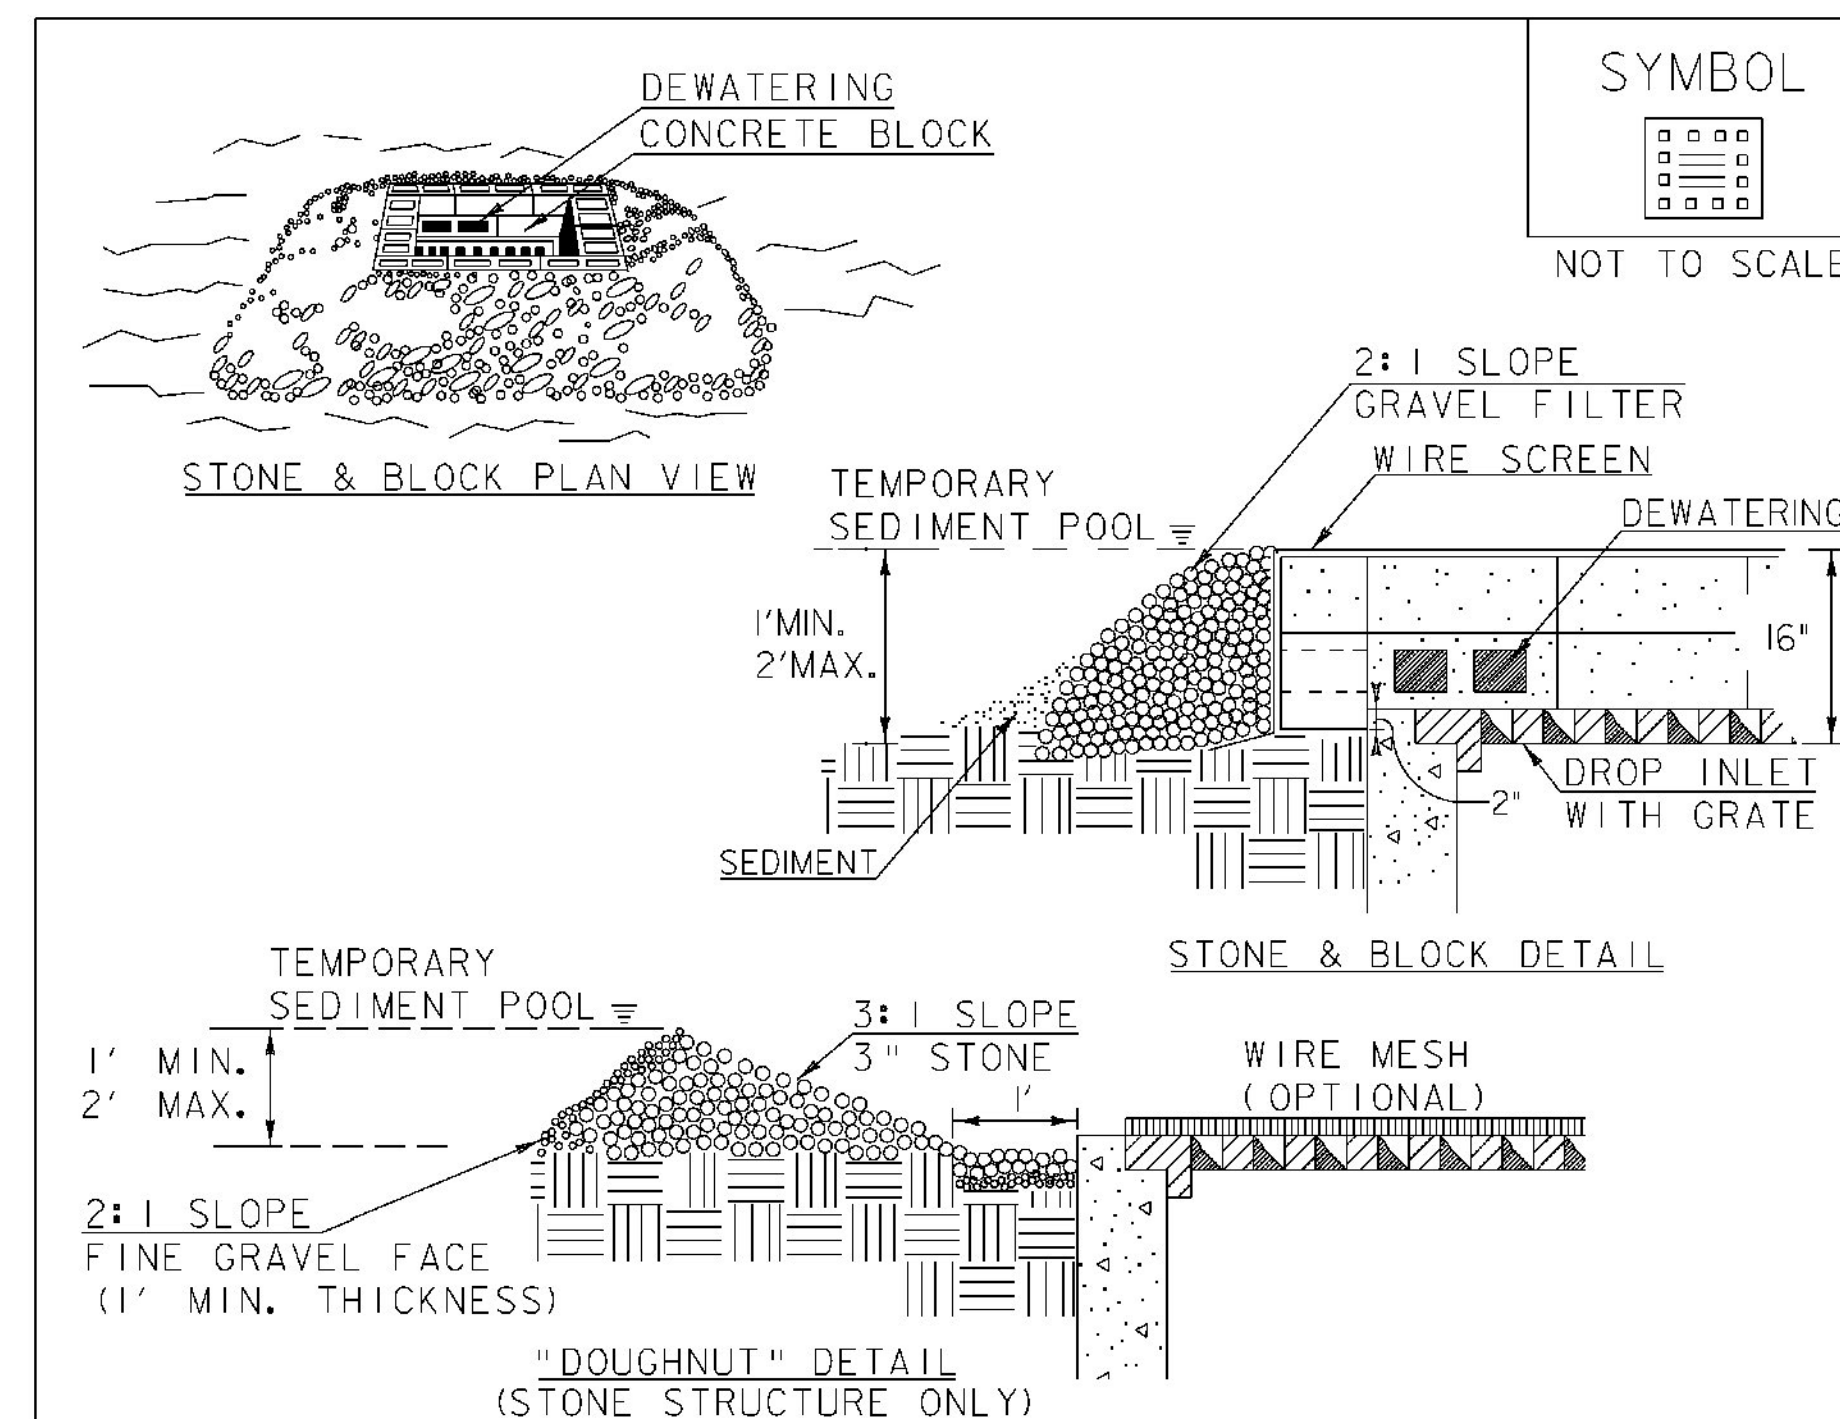 DEWATERING
CONCRETE BLOCK
SYMBOL
NOT TO SCALE
STONE & BLOCK PLAN VIEW
2:1 SLOPE
GRAVEL FILTER
WIRE SCREEN
DEWATERING
TEMPORARY
SEDIMENT POOL
1'MIN.
2'MAX.
16"
DROP INLET
WITH GRATE
2"
SEDIMENT
STONE & BLOCK DETAIL
TEMPORARY
SEDIMENT POOL
1' MIN.
2' MAX.
3:1 SLOPE
3" STONE
1'
WIRE MESH
(OPTIONAL)
2:1 SLOPE
FINE GRAVEL FACE
(1' MIN. THICKNESS)
"DOUGHNUT" DETAIL
(STONE STRUCTURE ONLY)